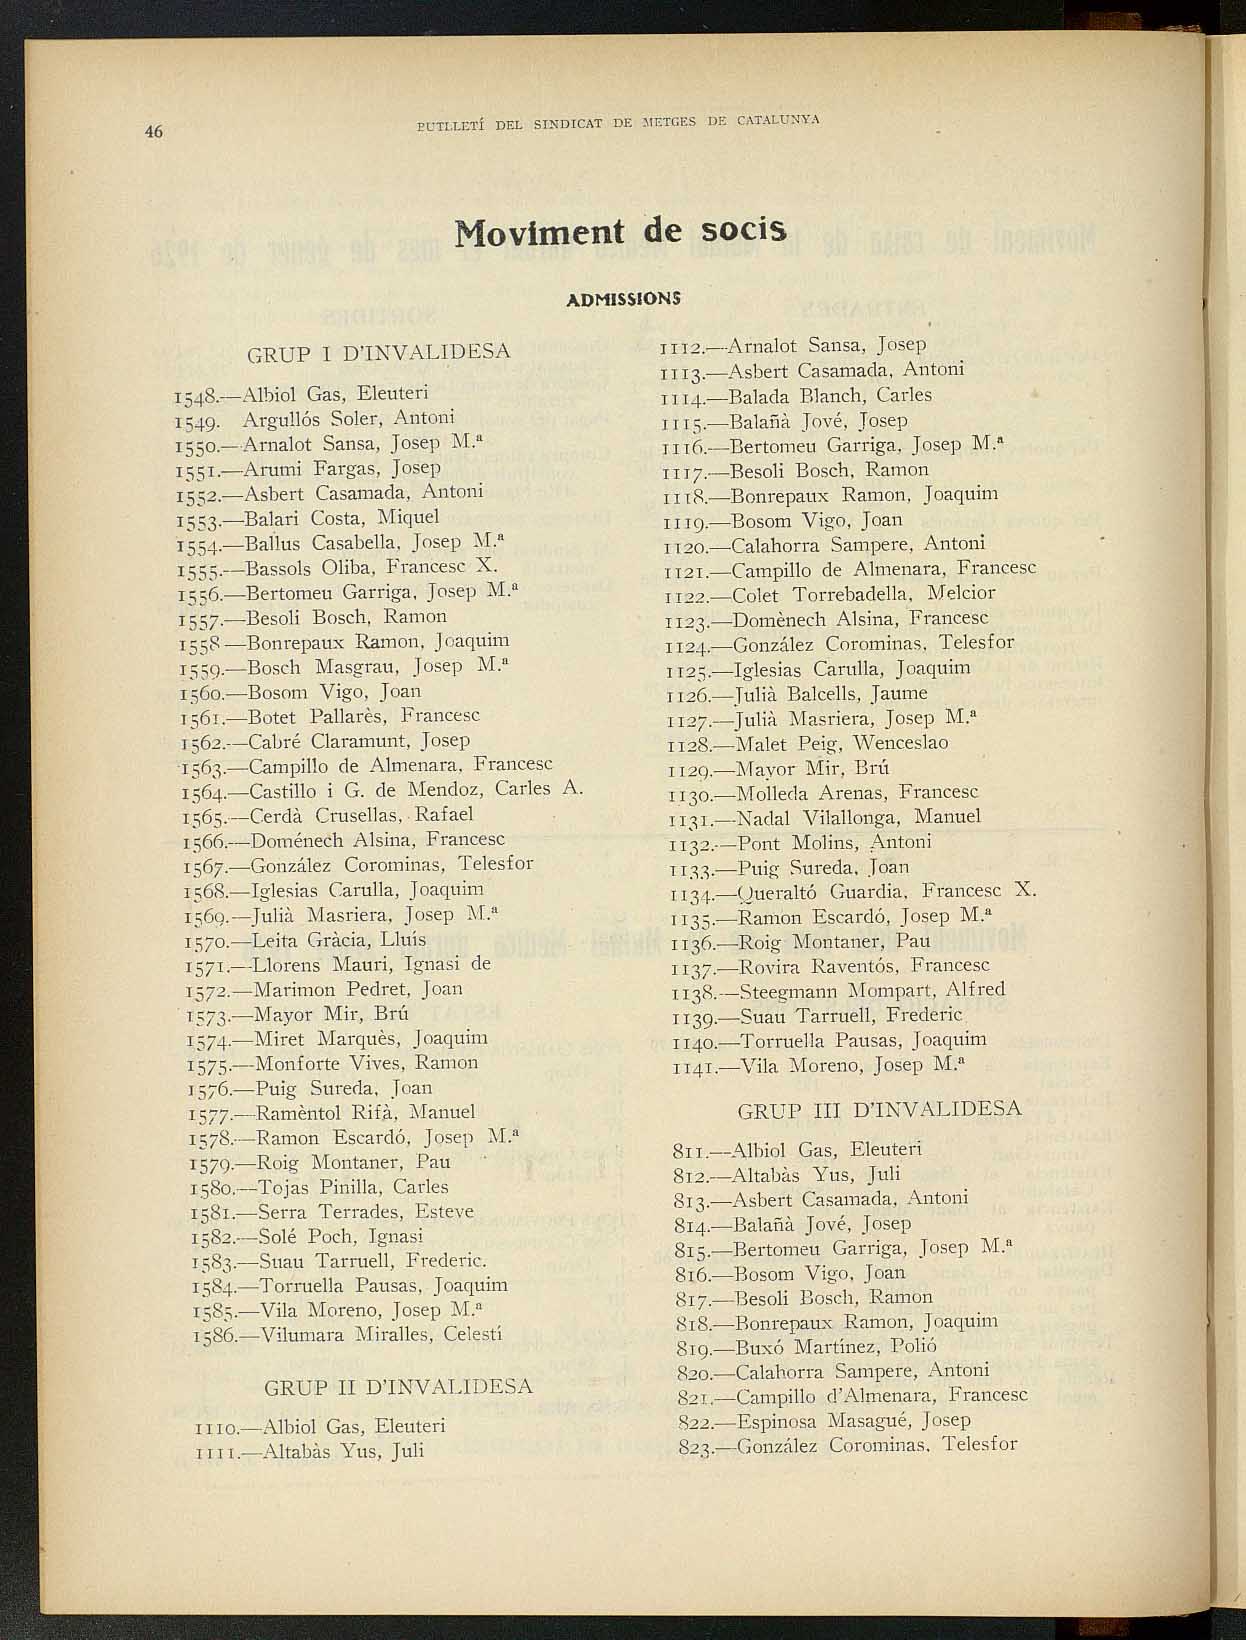 46
BUTLLETÍ DEL SINDICAT DE METGES DE CATALUNYA
Moviment de socis
ADMISSIONS
GRUP I D'INVALIDESA
1548.—Albiol Gas, Eleuteri
1549. Argullós Soler, Antoni
1550.—Arnalot Sansa, Josep M.ª
1551.—Arumi Fargas, Josep
1552.—Asbert Casamada, Antoni
1553.—Balari Costa, Miquel
1554.—Ballus Casabella, Josep M.ª
1555.—Bassols Oliba, Francesc X.
1556.—Bertomeu Garriga, Josep M.ª
1557.—Besoli Bosch, Ramon
1558—Bonrepaux Ramon, Joaquim
1559.—Bosch Masgrau, Josep M.ª
1560.—Bosom Vigo, Joan
1561.—Botet Pallarès, Francesc
1562.—Cabré Claramunt, Josep
1563.—Campillo de Almenara, Francesc
1564.—Castillo i G. de Mendoz, Carles A.
1565.—Cerdà Crusellas, Rafael
1566.—Doménech Alsina, Francesc
1567.—González Corominas, Telesfor
1568.—Iglesias Carulla, Joaquim
1569.—Julià Masriera, Josep M.ª
1570.—Leita Gràcia, Lluís
1571.—Llorens Mauri, Ignasi de
1572.—Marimon Pedret, Joan
1573.—Mayor Mir, Brú
1574.—Miret Marquès, Joaquim
1575.—Monforte Vives, Ramon
1576.—Puig Sureda, Joan
1577.—Ramèntol Rifà, Manuel
1578.—Ramon Escardó, Josep M.ª
1579.—Roig Montaner, Pau
1580.—Tojas Pinilla, Carles
1581.—Serra Terrades, Esteve
1582.—Solé Poch, Ignasi
1583.—Suau Tarruell, Frederic.
1584.—Torruella Pausas, Joaquim
1585.—Vila Moreno, Josep M.ª
1586.—Vilumara Miralles, Celestí
GRUP II D'INVALIDESA
1110.—Albiol Gas, Eleuteri
1111.—Altabàs Yus, Juli
1112.—Arnalot Sansa, Josep
1113.—Asbert Casamada, Antoni
1114.—Balada Blanch, Carles
1115.—Balañà Jové, Josep
1116.—Bertomeu Garriga, Josep M.ª
1117.—Besoli Bosch, Ramon
1118.—Bonrepaux Ramon, Joaquim
1119.—Bosom Vigo, Joan
1120.—Calahorra Sampere, Antoni
1121.—Campillo de Almenara, Francesc
1122.—Colet Torrebadella, Melcior
1123.—Domènech Alsina, Francesc
1124.—González Corominas, Telesfor
1125.—Iglesias Carulla, Joaquim
1126.—Julià Balcells, Jaume
1127.—Julià Masriera, Josep M.ª
1128.—Malet Peig, Wenceslao
1129.—Mayor Mir, Brú
1130.—Molleda Arenas, Francesc
1131.—Nadal Vilallonga, Manuel
1132.—Pont Molins, Antoni
1133.—Puig Sureda, Joan
1134.—Queraltó Guardia, Francesc X.
1135.—Ramon Escardó, Josep M.ª
1136.—Roig Montaner, Pau
1137.—Rovira Raventós, Francesc
1138.—Steegmann Mompart, Alfred
1139.—Suau Tarruell, Frederic
1140.—Torruella Pausas, Joaquim
1141.—Vila Moreno, Josep M.ª
GRUP III D'INVALIDESA
811.—Albiol Gas, Eleuteri
812.—Altabàs Yus, Juli
813.—Asbert Casamada, Antoni
814.—Balañà Jové, Josep
815.—Bertomeu Garriga, Josep M.ª
816.—Bosom Vigo, Joan
817.—Besoli Bosch, Ramon
818.—Bonrepaux Ramon, Joaquim
819.—Buxó Martínez, Polió
820.—Calahorra Sampere, Antoni
821.—Campillo d'Almenara, Francesc
822.—Espinosa Masagué, Josep
823.—González Corominas, Telesfor